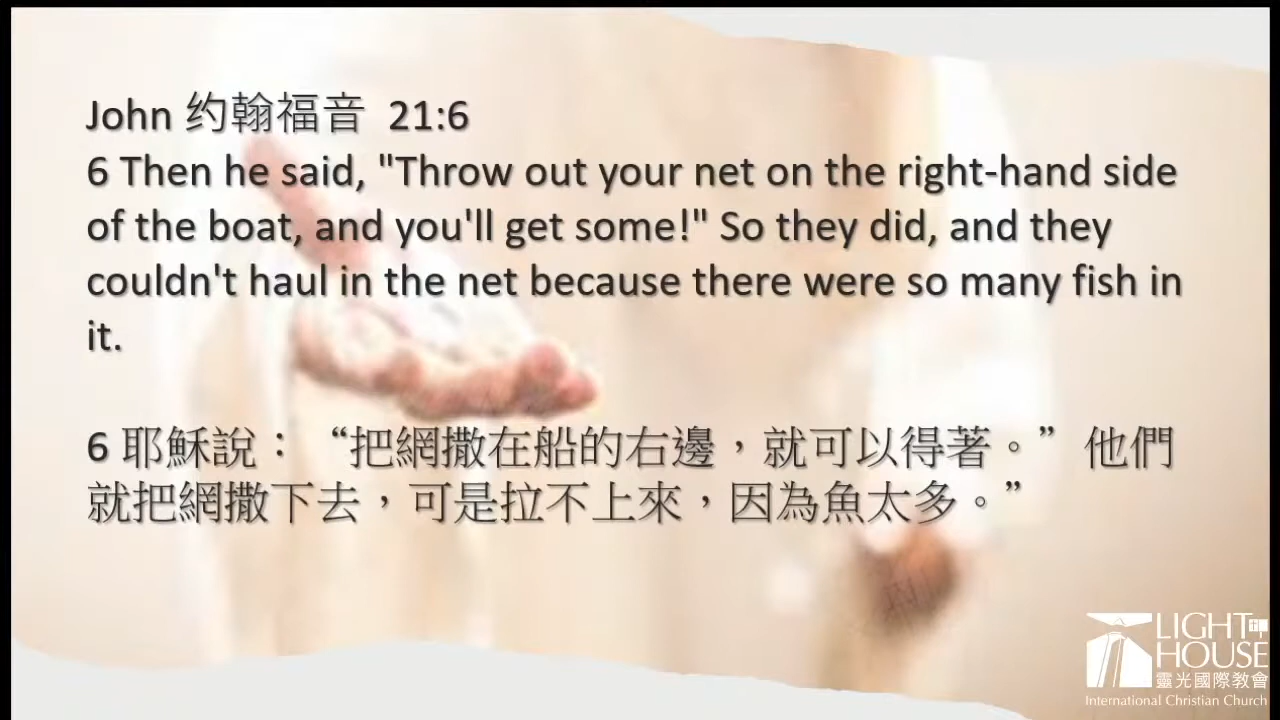 John 约翰福音 21:6
6 Then he said, "Throw out your net on the right-hand side
of the boat, and you'll get some!" So they did, and they
couldn't haul in the net because there were so many fish in
it.
6 耶穌說：“把網撒在船的右邊，就可以得著。” 他們
就把網撒下去，可是拉不上來，因為魚太多。”
LIGHT
HOUSE
靈光國際教會
International Christian Church